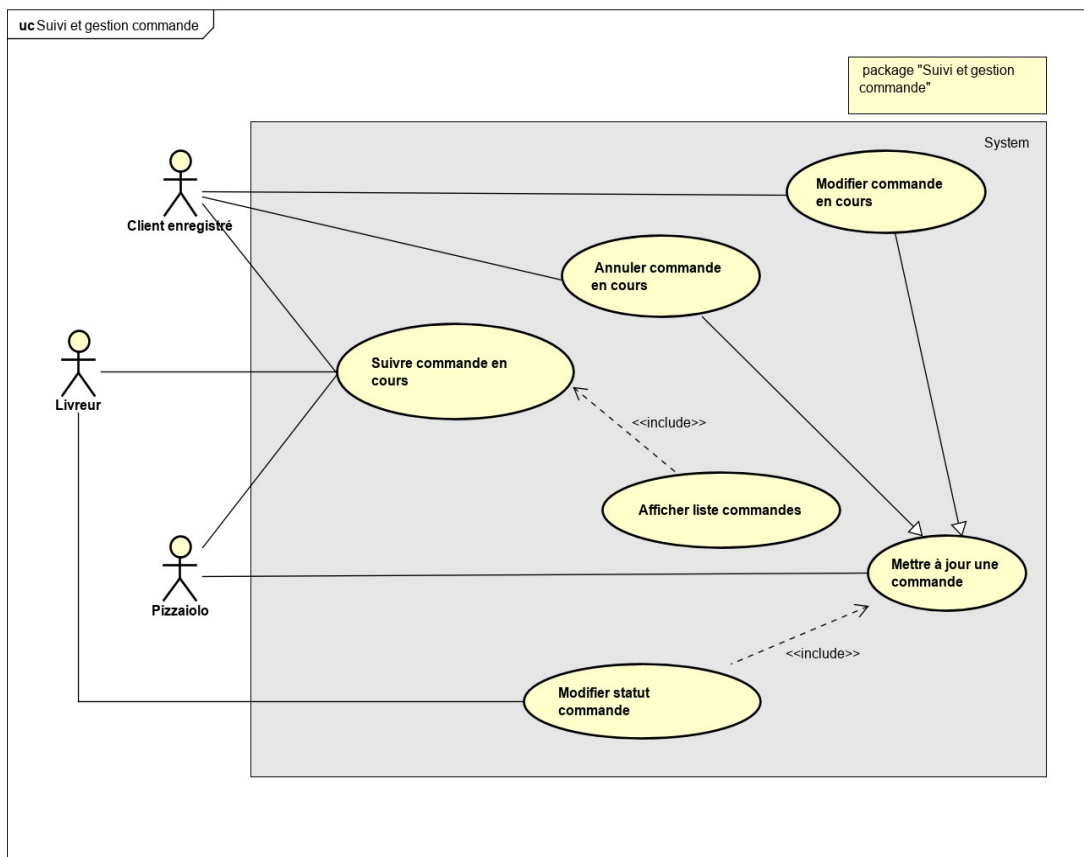 uc Suivi et gestion commande
package "Suivi et gestion
commande"
System
Modifier commande
en cours
Client enregistré
Annuler commande
en cours
Suivre commande en
cours
Livreur
<<include>>
Afficher liste commandes
Mettre à jour une
commande
Pizzaiolo
<<include>>
Modifier statut
commande